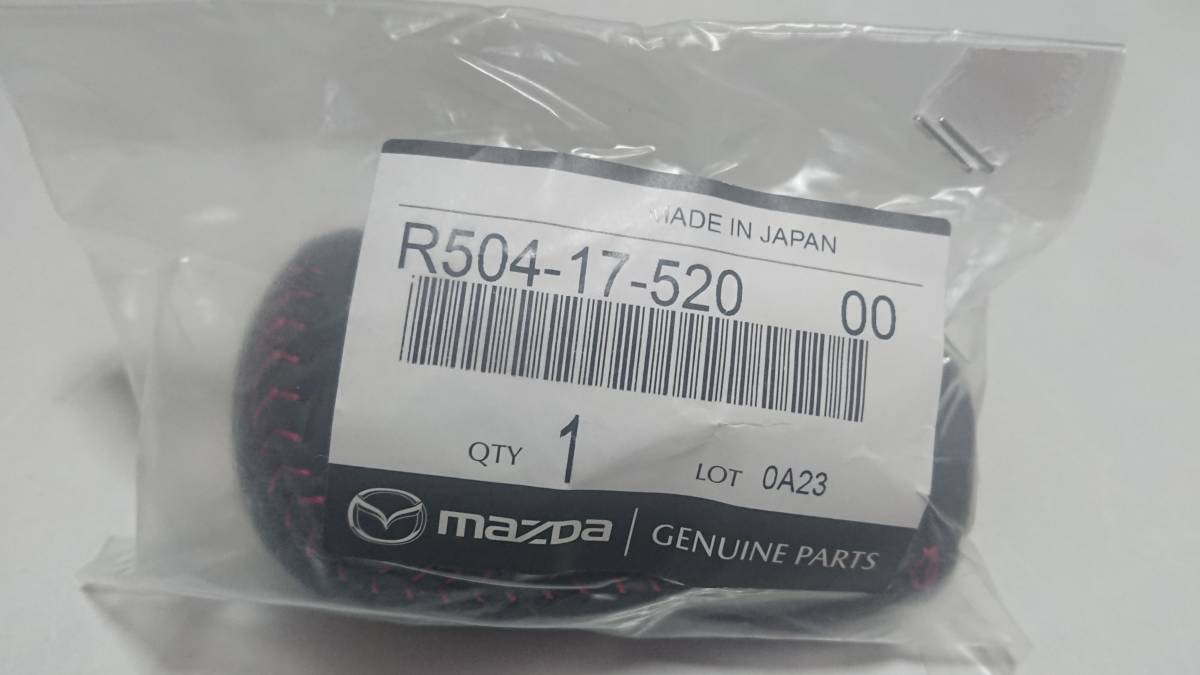 MADE IN JAPAN
R504-17-520 00
QTY 1 LOT 0A23
mazda | GENUINE PARTS